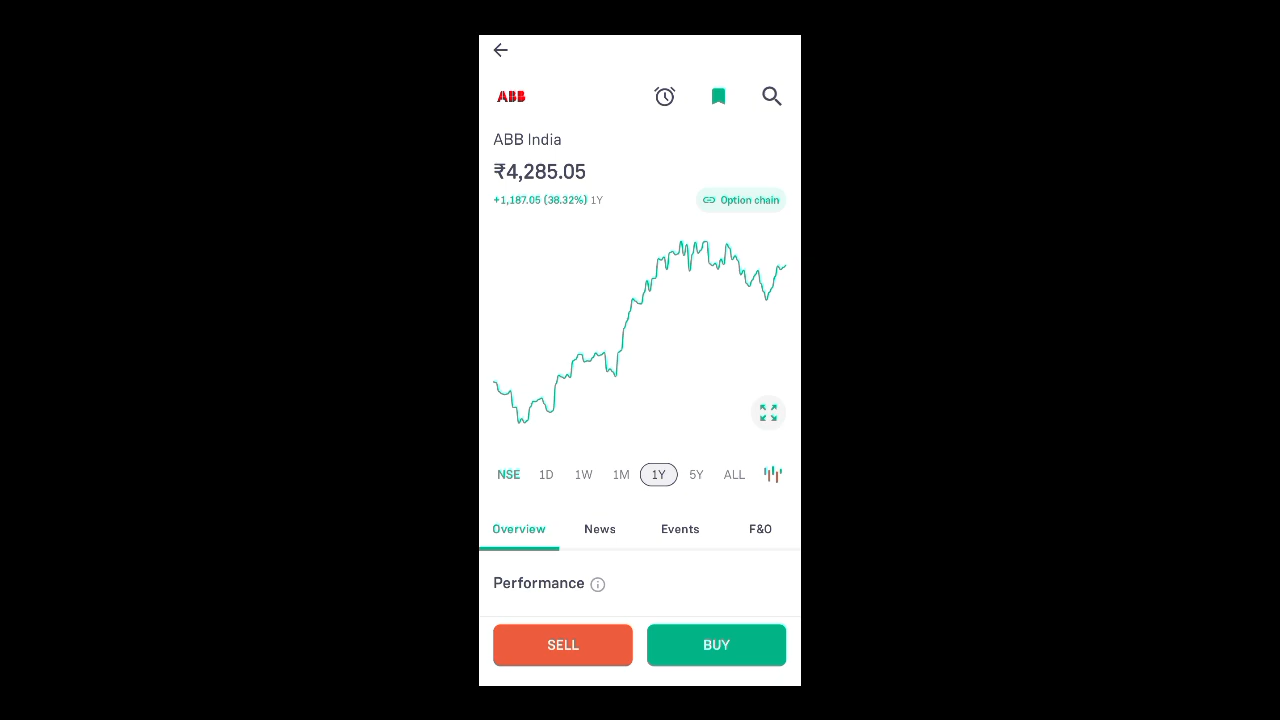 ABB
ABB India
₹4,285.05
+1,187.05 (38.32%) 1Y
Option chain
NSE 1D 1W 1M 1Y 5Y ALL
Overview News Events F&O
Performance
SELL BUY